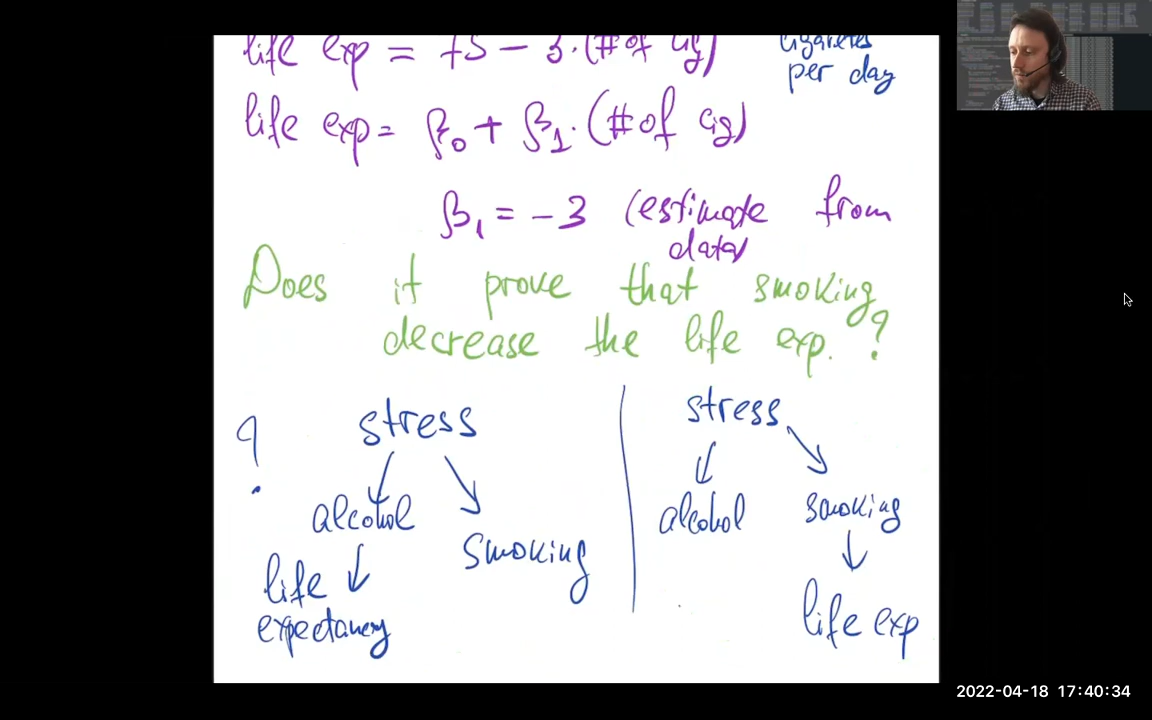 life exp = 75 - 3·(# of cig)
cigaretes
per day
life exp = β₀ + β₁·(# of cig)
β₁ = -3 (estimate from
data)
Does it prove that smoking
decrease the life exp. ?
?
stress
alcohol
smoking
life
expectancy
stress
alcohol
smoking
life exp
2022-04-18 17:40:34